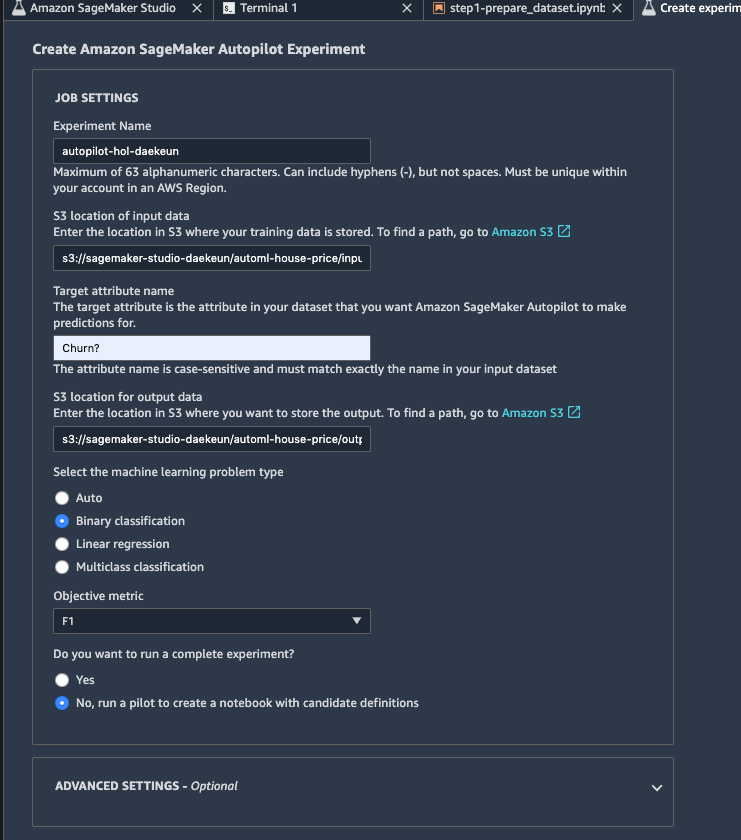 Amazon SageMaker Studio
Terminal 1
step1-prepare_dataset.ipynb
Create experim
Create Amazon SageMaker Autopilot Experiment
JOB SETTINGS
Experiment Name
autopilot-hol-daekeun
Maximum of 63 alphanumeric characters. Can include hyphens (-), but not spaces. Must be unique within
your account in an AWS Region.
S3 location of input data
Enter the location in S3 where your training data is stored. To find a path, go to Amazon S3
s3://sagemaker-studio-daekeun/automl-house-price/inpu
Target attribute name
The target attribute is the attribute in your dataset that you want Amazon SageMaker Autopilot to make
predictions for.
Churn?
The attribute name is case-sensitive and must match exactly the name in your input dataset
S3 location for output data
Enter the location in S3 where you want to store the output. To find a path, go to Amazon S3
s3://sagemaker-studio-daekeun/automl-house-price/outp
Select the machine learning problem type
Auto
Binary classification
Linear regression
Multiclass classification
Objective metric
F1
Do you want to run a complete experiment?
Yes
No, run a pilot to create a notebook with candidate definitions
ADVANCED SETTINGS - Optional